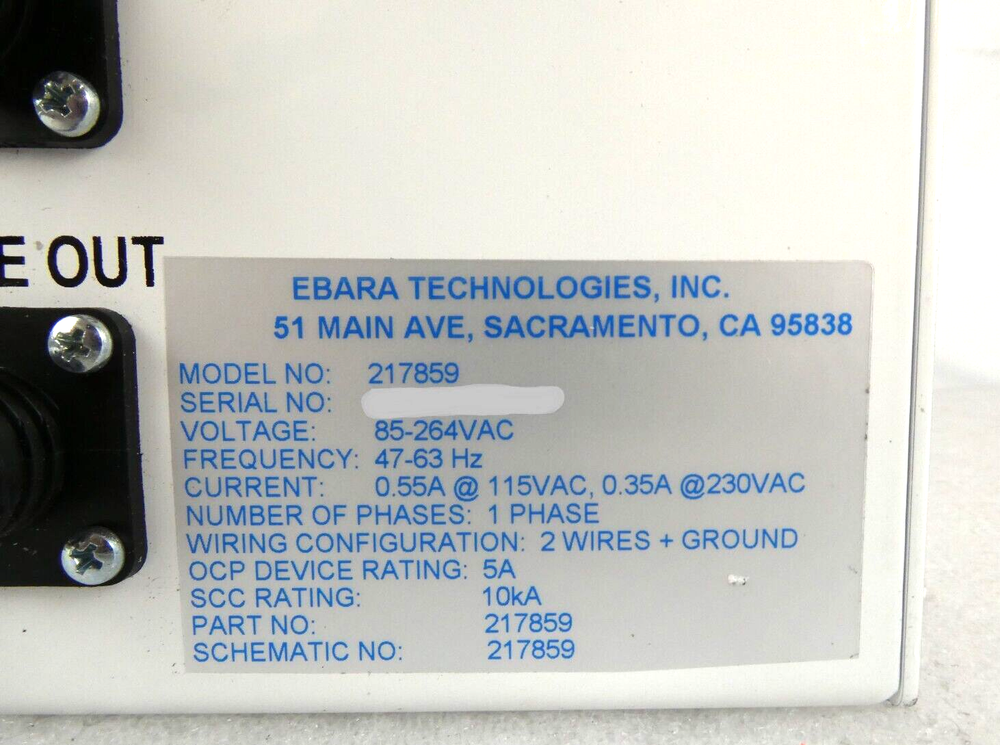 E OUT
EBARA TECHNOLOGIES, INC.
51 MAIN AVE, SACRAMENTO, CA 95838
MODEL NO: 217859
SERIAL NO:
VOLTAGE: 85-264VAC
FREQUENCY: 47-63 Hz
CURRENT: 0.55A @ 115VAC, 0.35A @230VAC
NUMBER OF PHASES: 1 PHASE
WIRING CONFIGURATION: 2 WIRES + GROUND
OCP DEVICE RATING: 5A
SCC RATING: 10kA
PART NO: 217859
SCHEMATIC NO: 217859